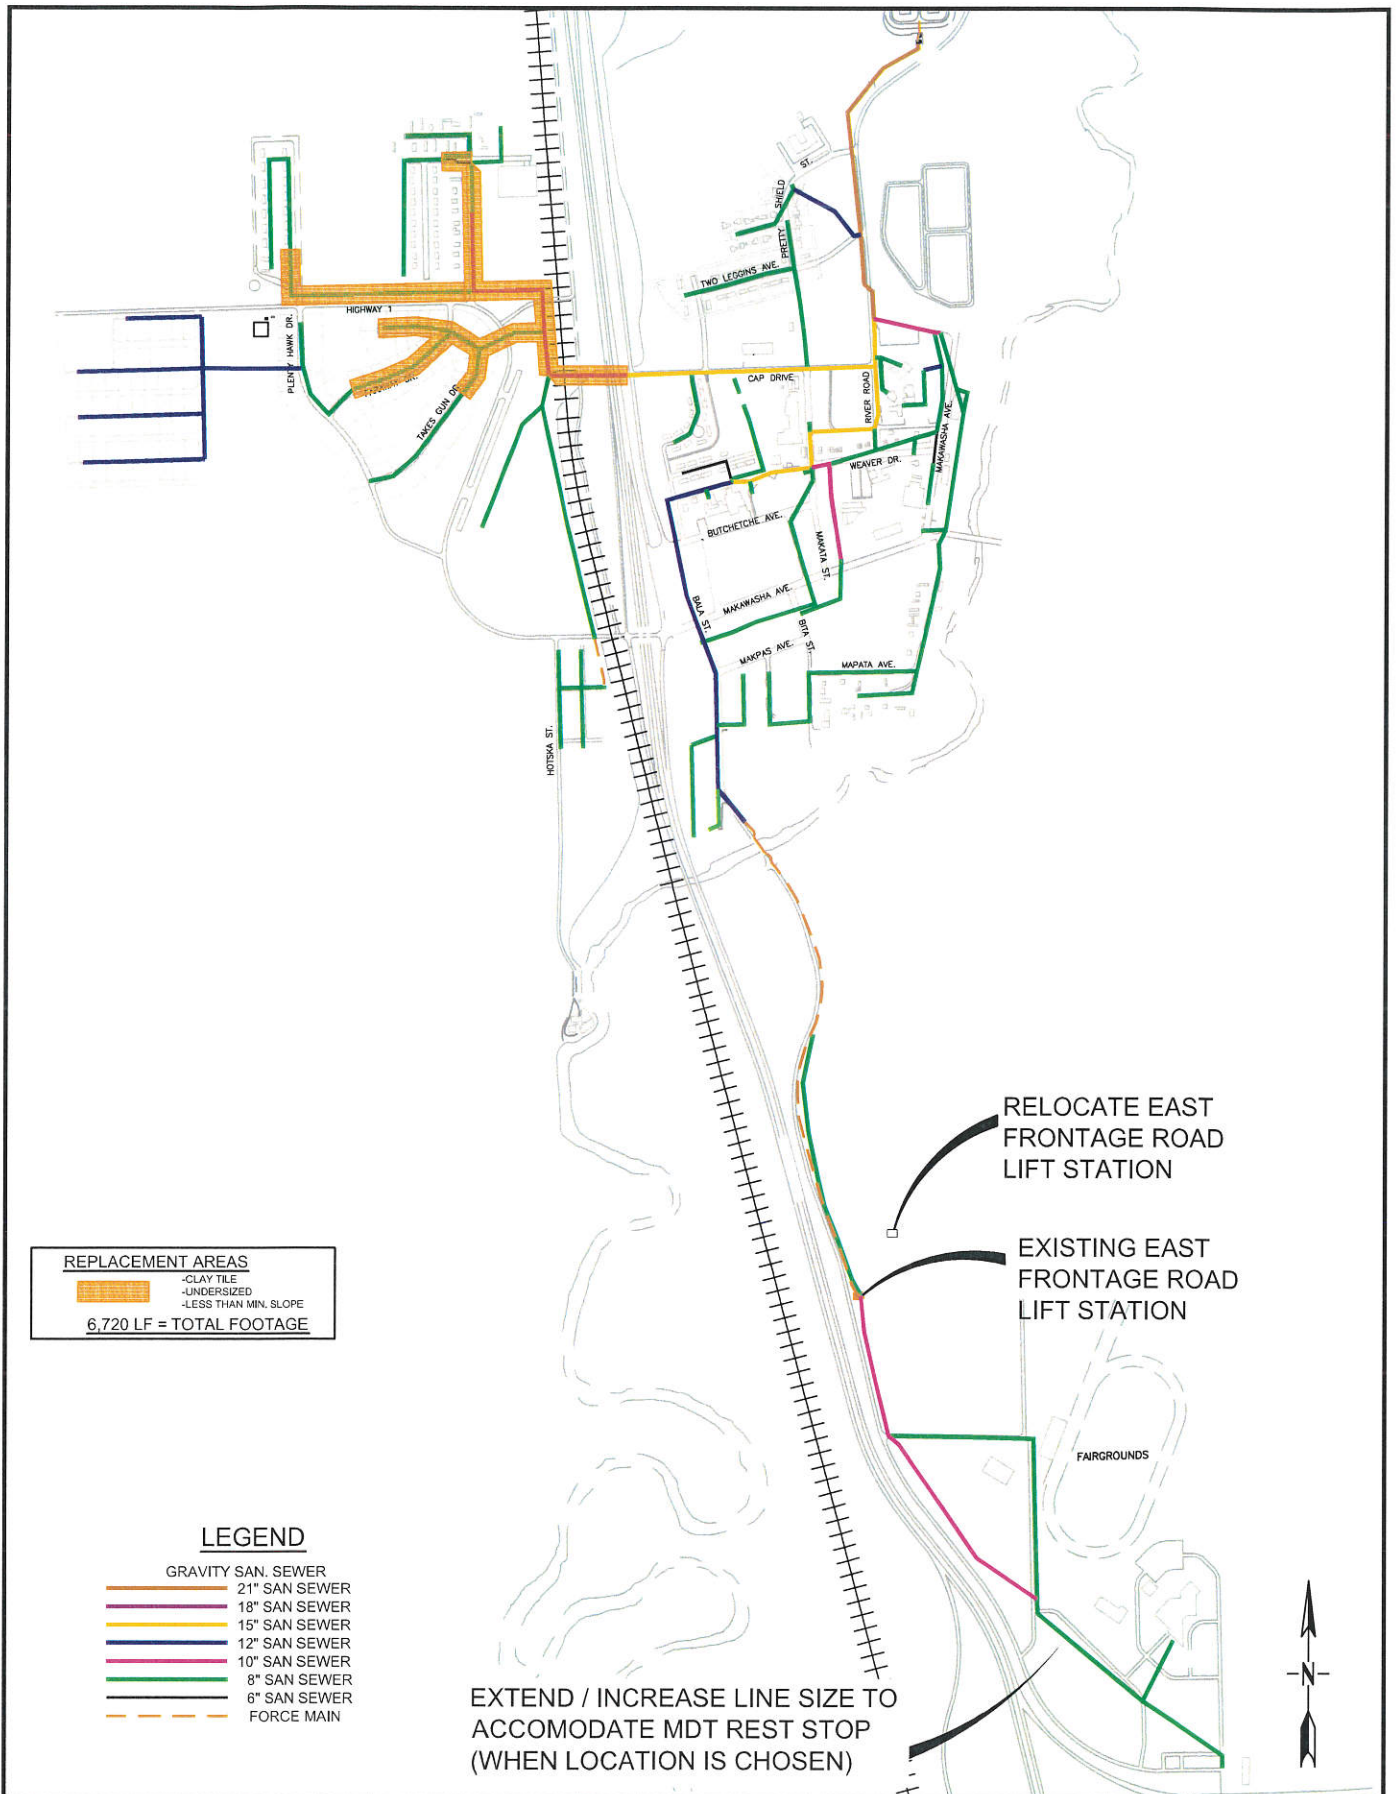 ST.
SHIELD
PRETTY
TWO LEGGINS AVE.
HIGHWAY 1
PLENTY HAWK DR.
TAKES GUN DR.
CAP DRIVE
RIVER ROAD
MAKAWASHA AVE.
WEAVER DR.
BUTCHETCHE AVE.
MAKATA ST.
MAKAWASHA AVE.
BALA ST.
BITA ST.
MAKPAS AVE.
MAPATA AVE.
HOTSKA ST.
RELOCATE EAST
FRONTAGE ROAD
LIFT STATION
EXISTING EAST
FRONTAGE ROAD
LIFT STATION
REPLACEMENT AREAS
-CLAY TILE
-UNDERSIZED
-LESS THAN MIN. SLOPE
6,720 LF = TOTAL FOOTAGE
FAIRGROUNDS
LEGEND
GRAVITY SAN. SEWER
21" SAN SEWER
18" SAN SEWER
15" SAN SEWER
12" SAN SEWER
10" SAN SEWER
8" SAN SEWER
6" SAN SEWER
FORCE MAIN
EXTEND / INCREASE LINE SIZE TO
ACCOMODATE MDT REST STOP
(WHEN LOCATION IS CHOSEN)
N